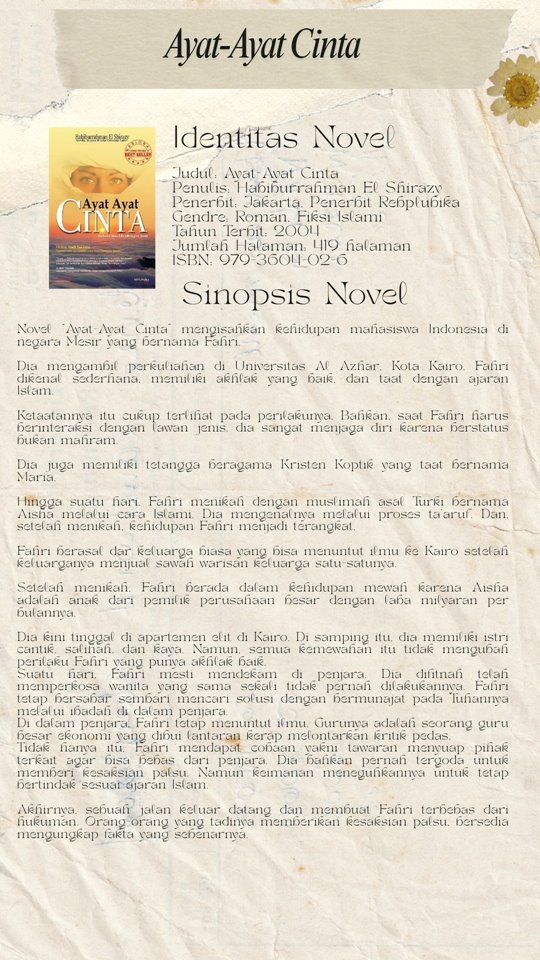 Ayat-Ayat Cinta
Habiburrahman El Shirazy
BEST SELLER
Ayat Ayat
CINTA
Identitas Novel
Judul: Ayat-Ayat Cinta
Penulis: Habiburrahman El Shirazy
Penerbit: Jakarta, Penerbit Rebplubika
Gendre: Roman, Fiksi Islami
Tahun Terbit: 2004
Jumlah Halaman: 419 halaman
ISBN: 979-3604-02-6
Sinopsis Novel
Novel "Ayat-Ayat Cinta" mengisahkan kehidupan mahasiswa Indonesia di
negara Mesir yang bernama Fahri.
Dia mengambil perkuliahan di Universitas Al Azhar, Kota Kairo. Fahri
dikenal sederhana, memiliki akhlak yang baik, dan taat dengan ajaran
Islam.
Ketaatannya itu cukup terlihat pada perilakunya. Bahkan, saat Fahri harus
berinteraksi dengan lawan jenis, dia sangat menjaga diri karena berstatus
bukan mahram.
Dia juga memiliki tetangga beragama Kristen Koptik yang taat bernama
Maria.
Hingga suatu hari, Fahri menikah dengan muslimah asal Turki bernama
Aisha melalui cara Islami. Dia mengenalnya melalui proses ta'aruf. Dan,
setelah menikah, kehidupan Fahri menjadi terangkat.
Fahri berasal dar keluarga biasa yang bisa menuntut ilmu ke Kairo setelah
keluarganya menjual sawah warisan keluarga satu-satunya.
Setelah menikah, Fahri berada dalam kehidupan mewah karena Aisha
adalah anak dari pemilik perusahaan besar dengan laba milyaran per
bulannya.
Dia kini tinggal di apartemen elit di Kairo. Di samping itu, dia memiliki istri
cantik, salihah, dan kaya. Namun, semua kemewahan itu tidak mengubah
perilaku Fahri yang punya akhlak baik.
Suatu hari, Fahri mesti mendekam di penjara. Dia difitnah telah
memperkosa wanita yang sama sekali tidak pernah dilakukannya. Fahri
tetap bersabar sembari mencari solusi dengan bermunajat pada Tuhannya
melalui ibadah di dalam penjara.
Di dalam penjara, Fahri tetap menuntut ilmu. Gurunya adalah seorang guru
besar ekonomi yang dibui lantaran kerap melontarkan kritik pedas.
Tidak hanya itu, Fahri mendapat cobaan yakni tawaran menyuap pihak
terkait agar bisa bebas dari penjara. Dia bahkan pernah tergoda untuk
memberi kesaksian palsu. Namun keimanan meneguhkannya untuk tetap
bertindak sesuai ajaran Islam.
Akhirnya, sebuah jalan keluar datang dan membuat Fahri terbebas dari
hukuman. Orang-orang yang tadinya memberikan kesaksian palsu, bersedia
mengungkap fakta yang sebenarnya.